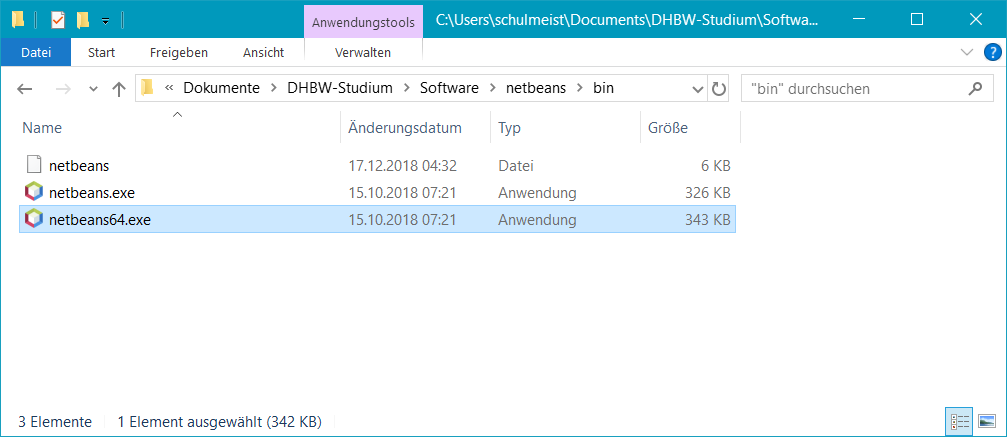 Anwendungstools C:\Users\schulmeist\Documents\DHBW-Studium\Softwa...
Datei Start Freigeben Ansicht Verwalten ?
« Dokumente > DHBW-Studium > Software > netbeans > bin "bin" durchsuchen
Name Änderungsdatum Typ Größe
netbeans 17.12.2018 04:32 Datei 6 KB
netbeans.exe 15.10.2018 07:21 Anwendung 326 KB
netbeans64.exe 15.10.2018 07:21 Anwendung 343 KB
3 Elemente 1 Element ausgewählt (342 KB)